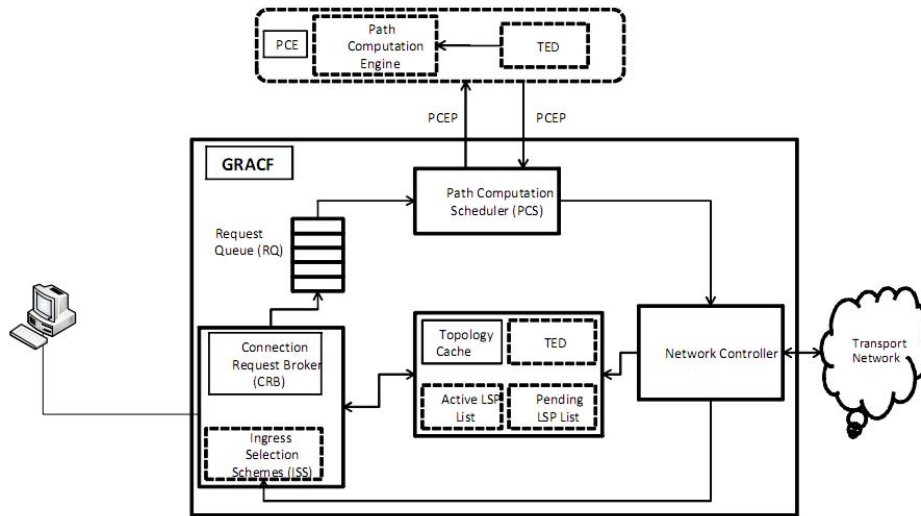 PCE
Path
Computation
Engine
TED
PCEP
PCEP
GRACF
Path Computation
Scheduler (PCS)
Request
Queue (RQ)
Connection
Request Broker
(CRB)
Topology
Cache
TED
Network Controller
Transport
Network
Active LSP
List
Pending
LSP List
Ingress
Selection
Schemes (ISS)